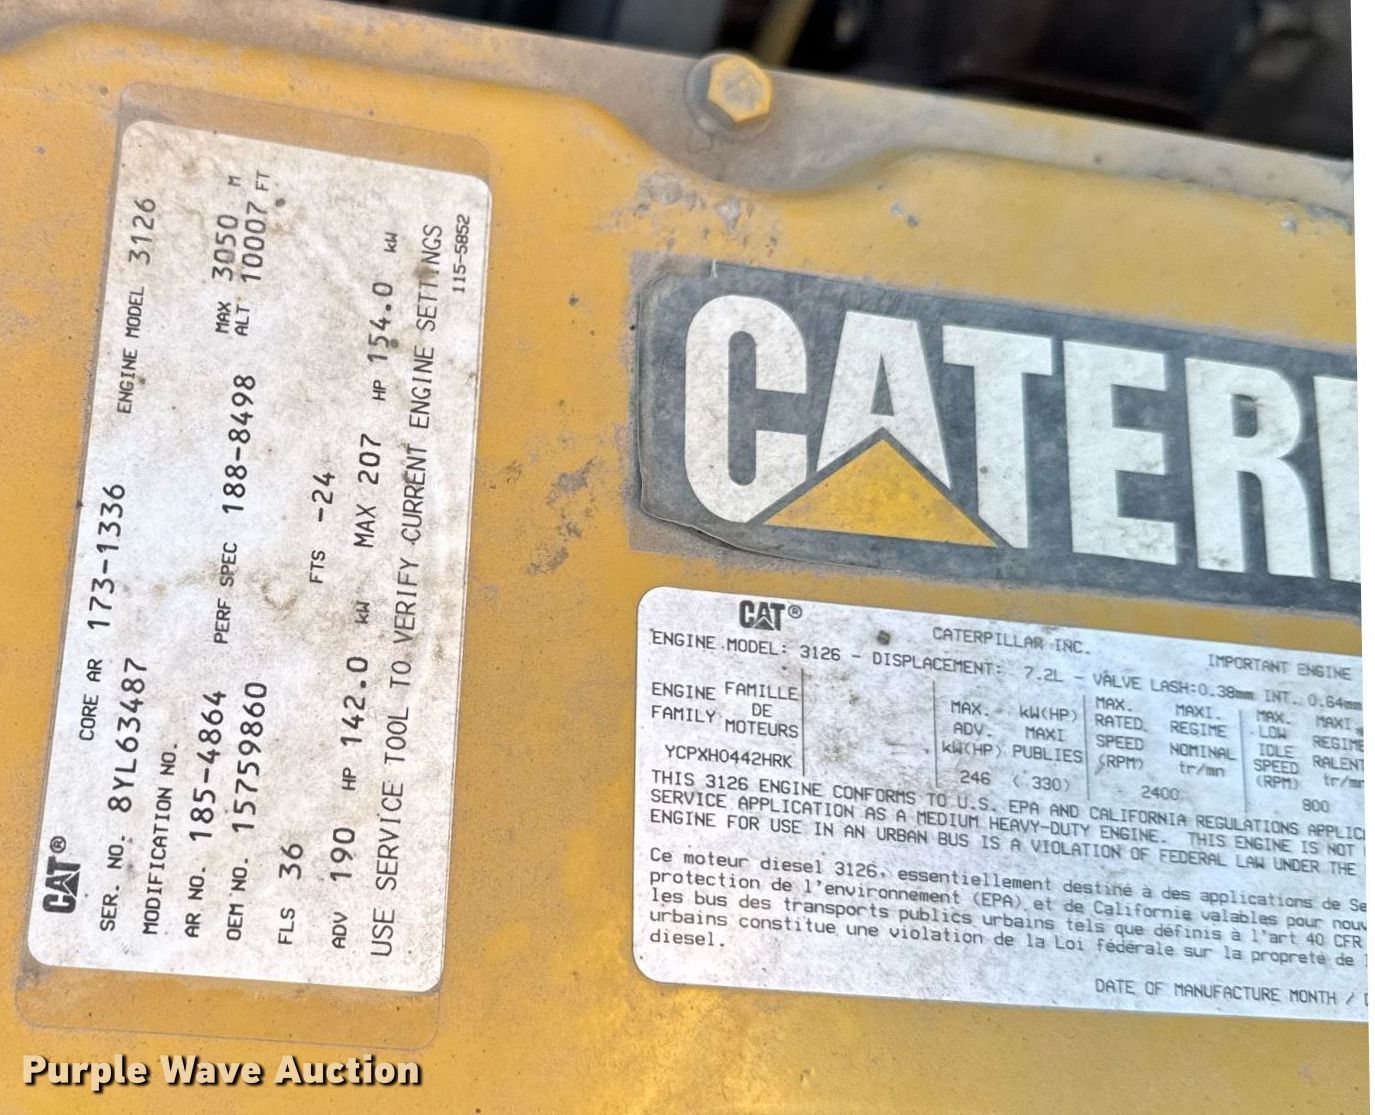 CAT®
CORE AR 173-1336 ENGINE MODEL 3126
SER. NO. 8YL63487
MODIFICATION NO.
AR NO. 185-4864 PERF SPEC 188-8498 MAX 3050 M
OEM NO. 15759860 ALT 10007 FT
FLS 36 FTS -24
ADV 190 HP 142.0 kW MAX 207 HP 154.0 kW
USE SERVICE TOOL TO VERIFY CURRENT ENGINE SETTINGS
115-5852
CATER
CAT® CATERPILLAR INC. IMPORTANT ENGINE
ENGINE MODEL: 3126 - DISPLACEMENT: 7.2L - VALVE LASH:0.38mm INT. 0.64mm
ENGINE FAMILLE
DE
FAMILY MOTEURS
YCPXH0442HRK
MAX. kW(HP)
ADV. MAXI
kW(HP) PUBLIES
246 (330)
MAX. MAXI.
RATED REGIME
SPEED NOMINAL
(RPM) tr/mn
2400
MAX. MAXI.
LOW REGIME
IDLE
SPEED RALENT
(RPM) tr/m
800
THIS 3126 ENGINE CONFORMS TO U.S. EPA AND CALIFORNIA REGULATIONS APPLIC
SERVICE APPLICATION AS A MEDIUM HEAVY-DUTY ENGINE. THIS ENGINE IS NOT
ENGINE FOR USE IN AN URBAN BUS IS A VIOLATION OF FEDERAL LAW UNDER THE
Ce moteur diesel 3126, essentiellement destiné à des applications de Se
protection de l'environnement (EPA) et de Californie valables pour nouv
les bus des transports publics urbains tels que définis à l'art 40 CFR
urbains constitue une violation de la Loi fédérale sur la propreté de l
diesel.
DATE OF MANUFACTURE MONTH /
Purple Wave Auction